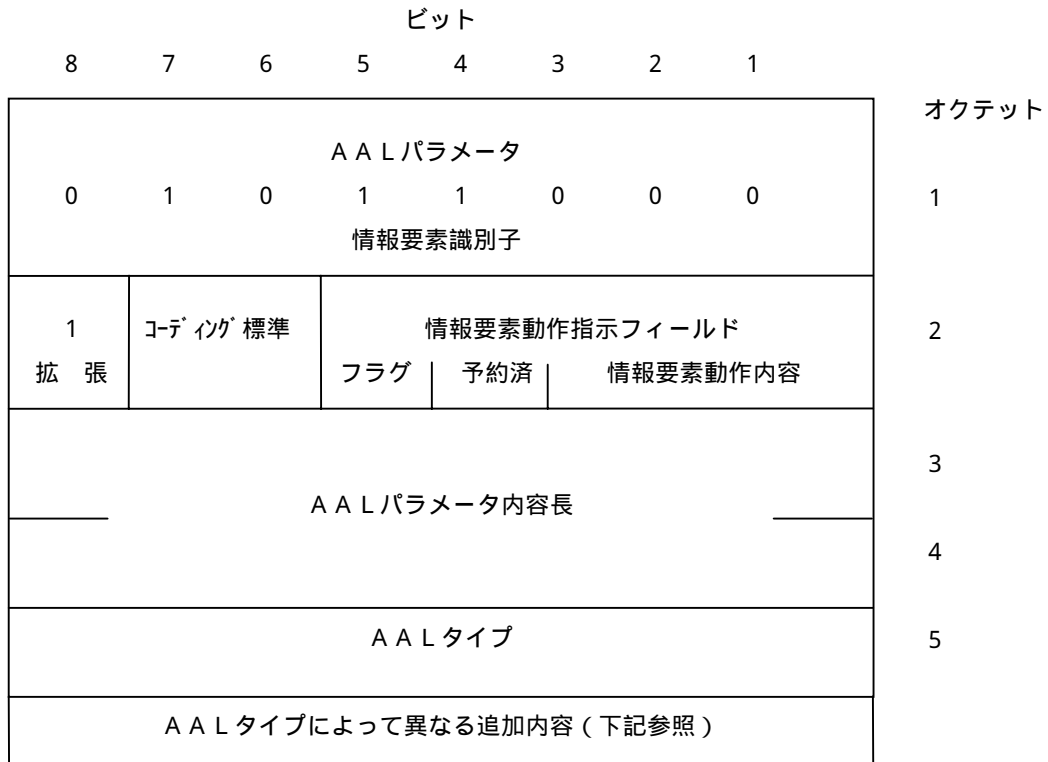 ビット
8 7 6 5 4 3 2 1
オクテット
ＡＡＬパラメータ
0 1 0 1 1 0 0 0 1
情報要素識別子
1 ｺｰﾃﾞｨﾝｸﾞ標準 情報要素動作指示フィールド 2
拡 張 フラグ 予約済 情報要素動作内容
3
ＡＡＬパラメータ内容長
4
ＡＡＬタイプ 5
ＡＡＬタイプによって異なる追加内容（下記参照）